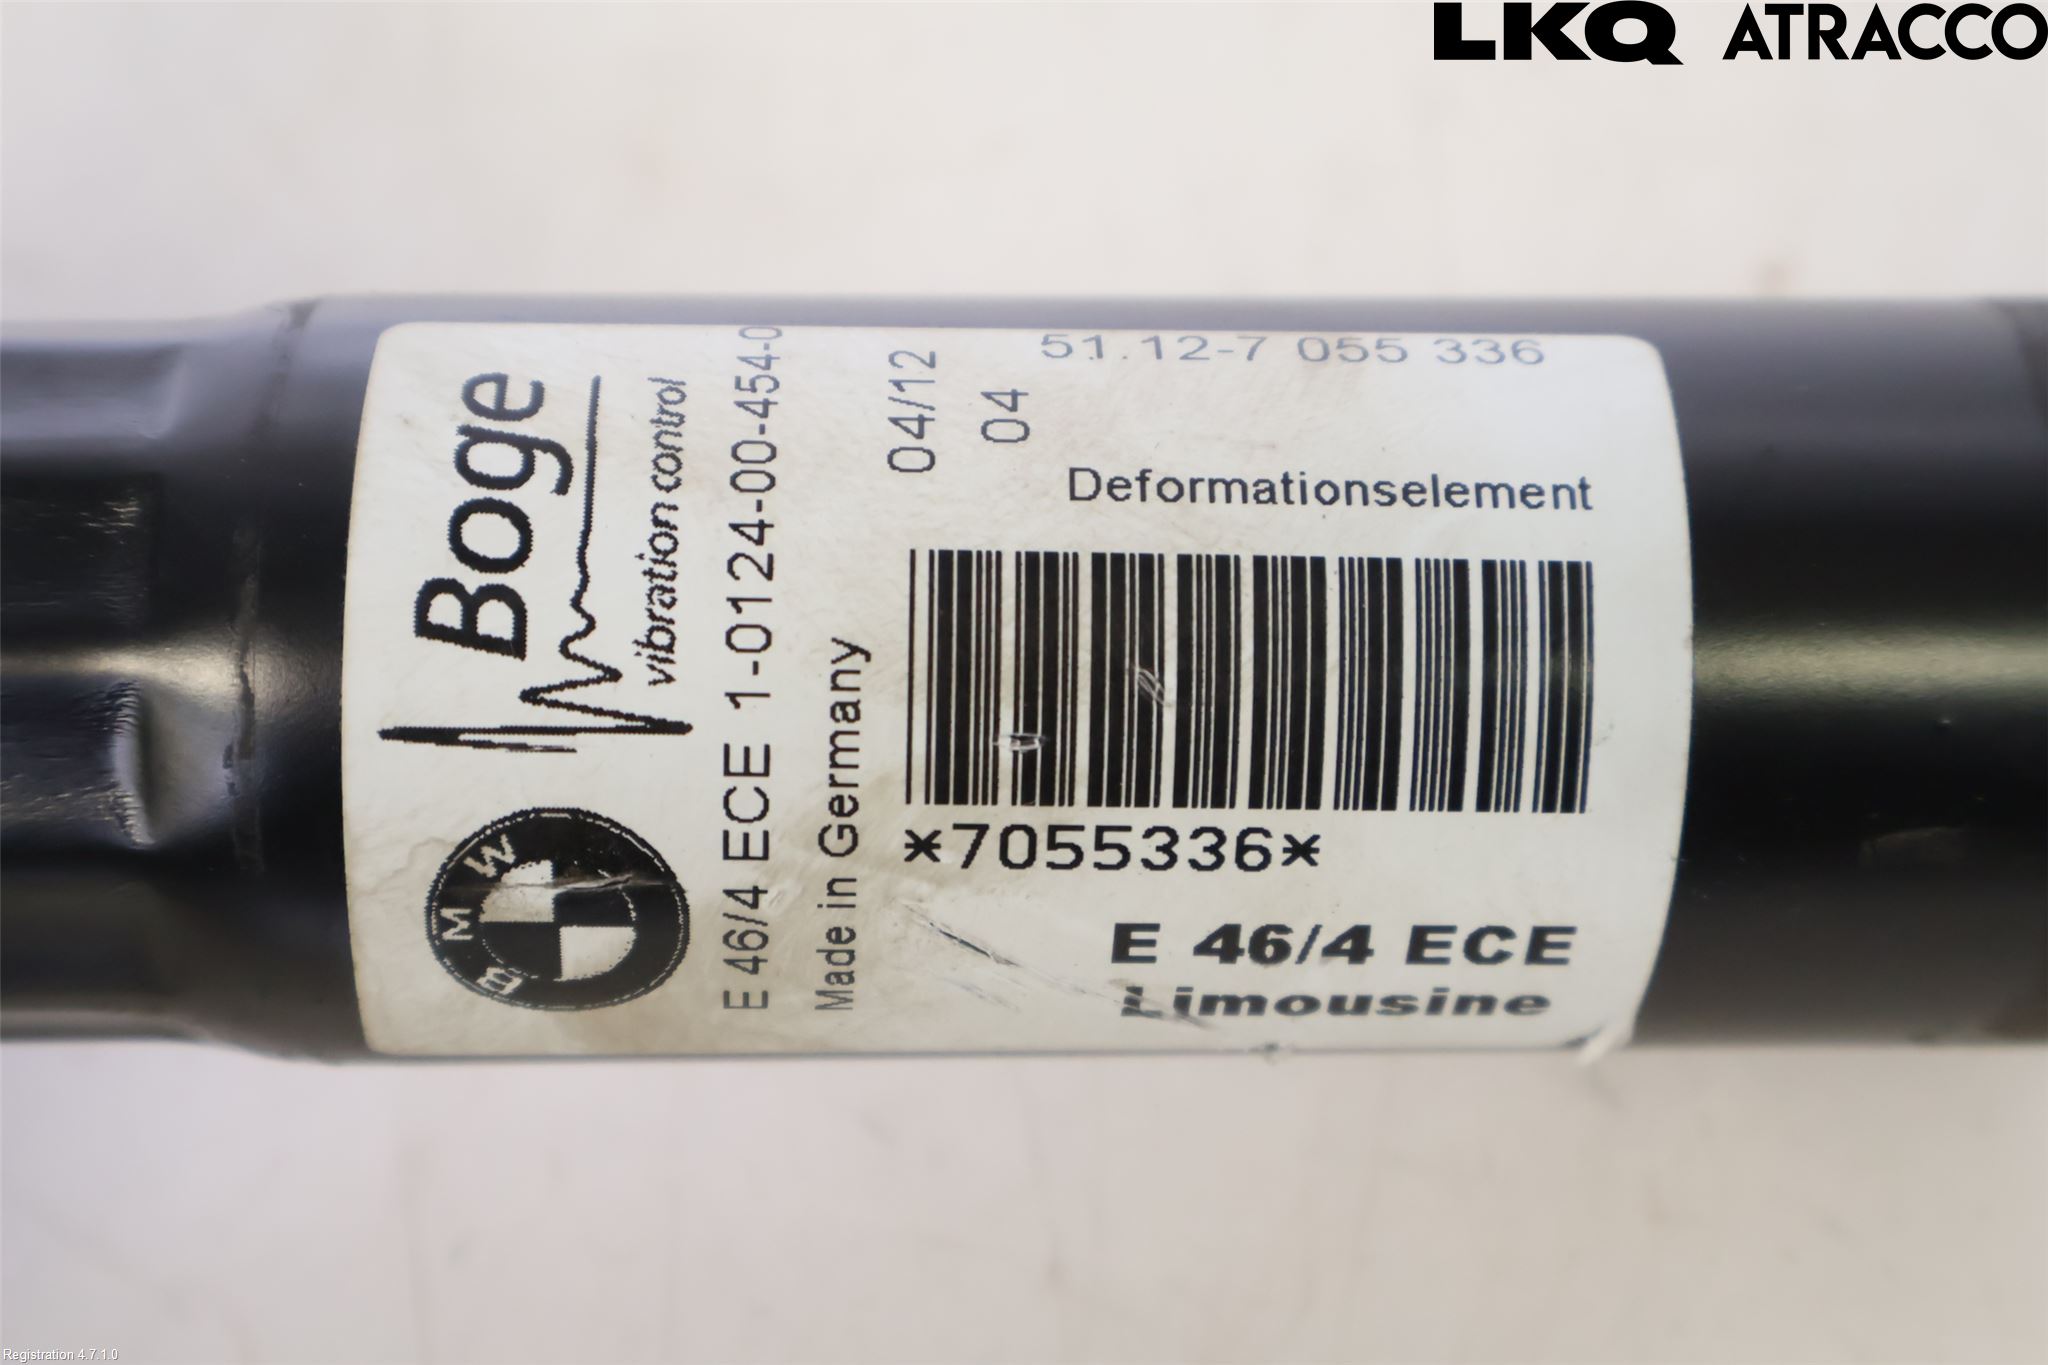 LKQ ATRACCO
Boge
vibration control
BMW
E 46/4 ECE 1-0124-00-454-0
Made in Germany
04/12
04
51.12-7 055 336
Deformationselement
*7055336*
E 46/4 ECE
Limousine
Registration 4.7.1.0